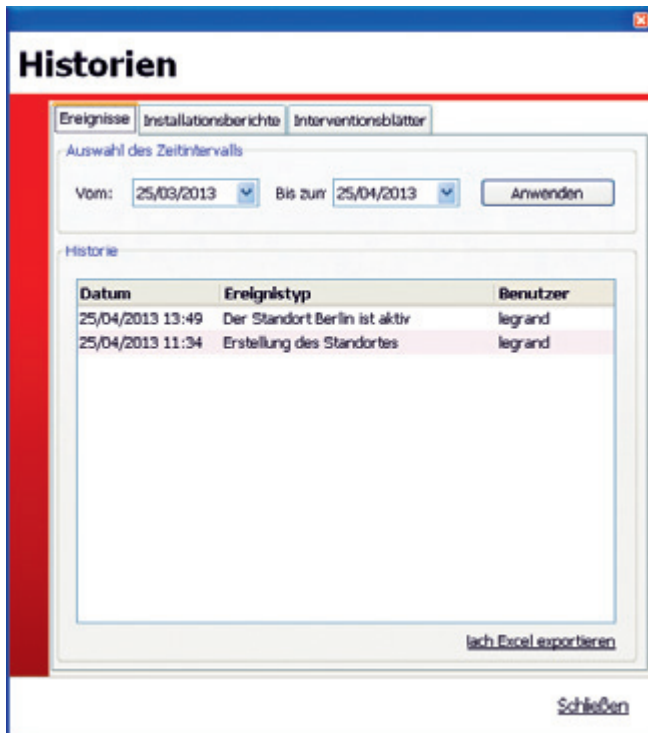 Historien
Ereignisse Installationsberichte Interventionsblätter
Auswahl des Zeitintervalls
Vom: 25/03/2013 Bis zum 25/04/2013 Anwenden
Historie
Datum Ereignistyp Benutzer
25/04/2013 13:49 Der Standort Berlin ist aktiv legrand
25/04/2013 11:34 Erstellung des Standortes legrand
lach Excel exportieren
Schließen